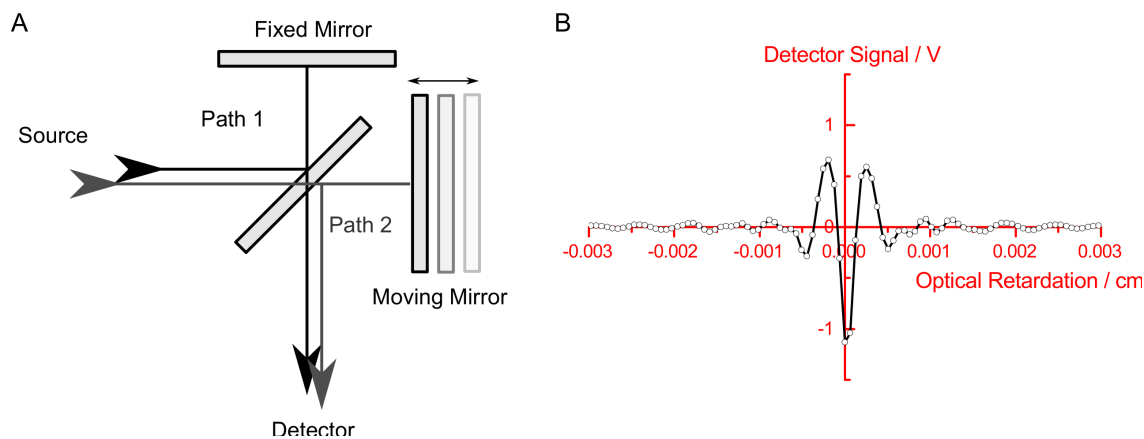 A
Fixed Mirror
Path 1
Source
Path 2
Moving Mirror
Detector
B
Detector Signal / V
1
0
-0.003
-0.002
-0.001
0.000
0.001
0.002
0.003
Optical Retardation / cm
-1